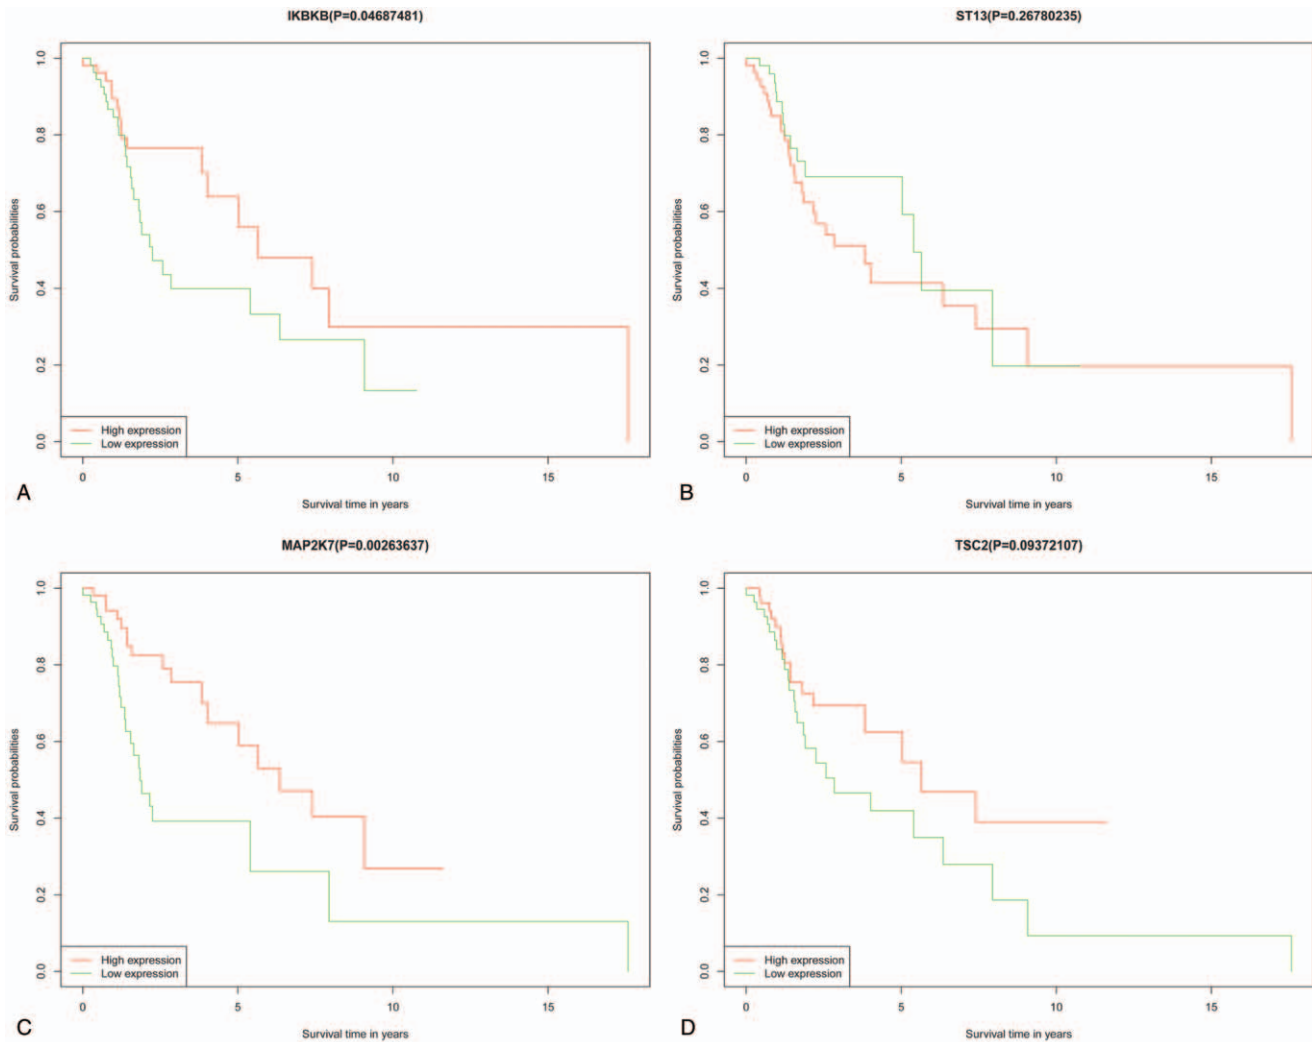 IKBKB(P=0.04687481)
Survival probabilities
1.0
0.8
0.6
0.4
0.2
0.0
High expression
Low expression
0 5 10 15
Survival time in years
A
ST13(P=0.26780235)
Survival probabilities
1.0
0.8
0.6
0.4
0.2
0.0
High expression
Low expression
0 5 10 15
Survival time in years
B
MAP2K7(P=0.00263637)
Survival probabilities
1.0
0.8
0.6
0.4
0.2
0.0
High expression
Low expression
0 5 10 15
Survival time in years
C
TSC2(P=0.09372107)
Survival probabilities
1.0
0.8
0.6
0.4
0.2
0.0
High expression
Low expression
0 5 10 15
Survival time in years
D